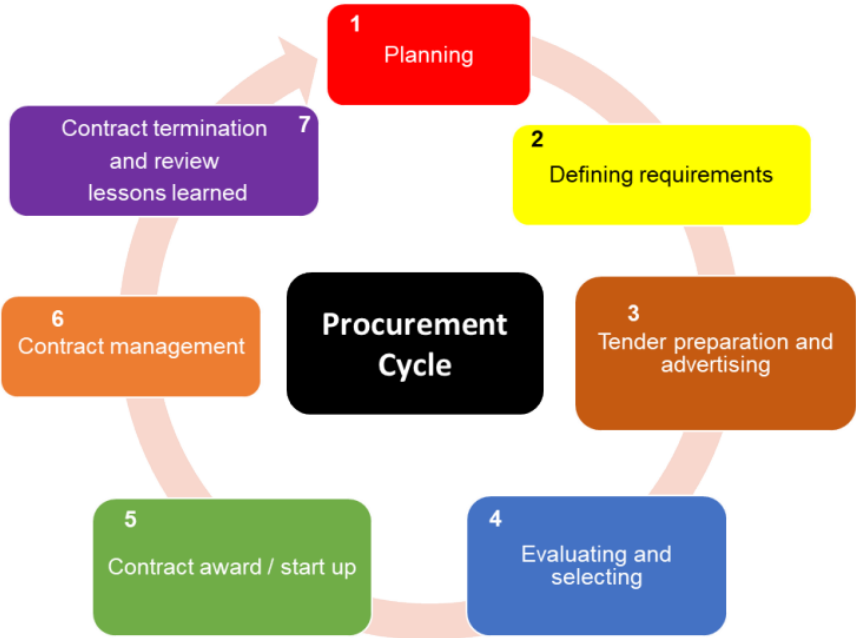 1
Planning
2
Defining requirements
3
Tender preparation and
advertising
4
Evaluating and
selecting
5
Contract award / start up
6
Contract management
7
Contract termination
and review
lessons learned
Procurement
Cycle